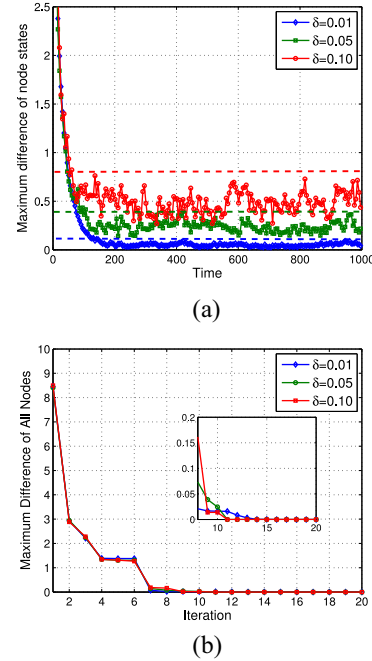 2.5
2
1.5
1
0.5
0
Maximum difference of node states
δ=0.01
δ=0.05
δ=0.10
0 200 400 600 800 1000
Time
(a)
10
9
8
7
6
5
4
3
2
1
0
Maximum Difference of All Nodes
δ=0.01
δ=0.05
δ=0.10
0.2
0.15
0.1
0.05
0
10 15 20
2 4 6 8 10 12 14 16 18 20
Iteration
(b)